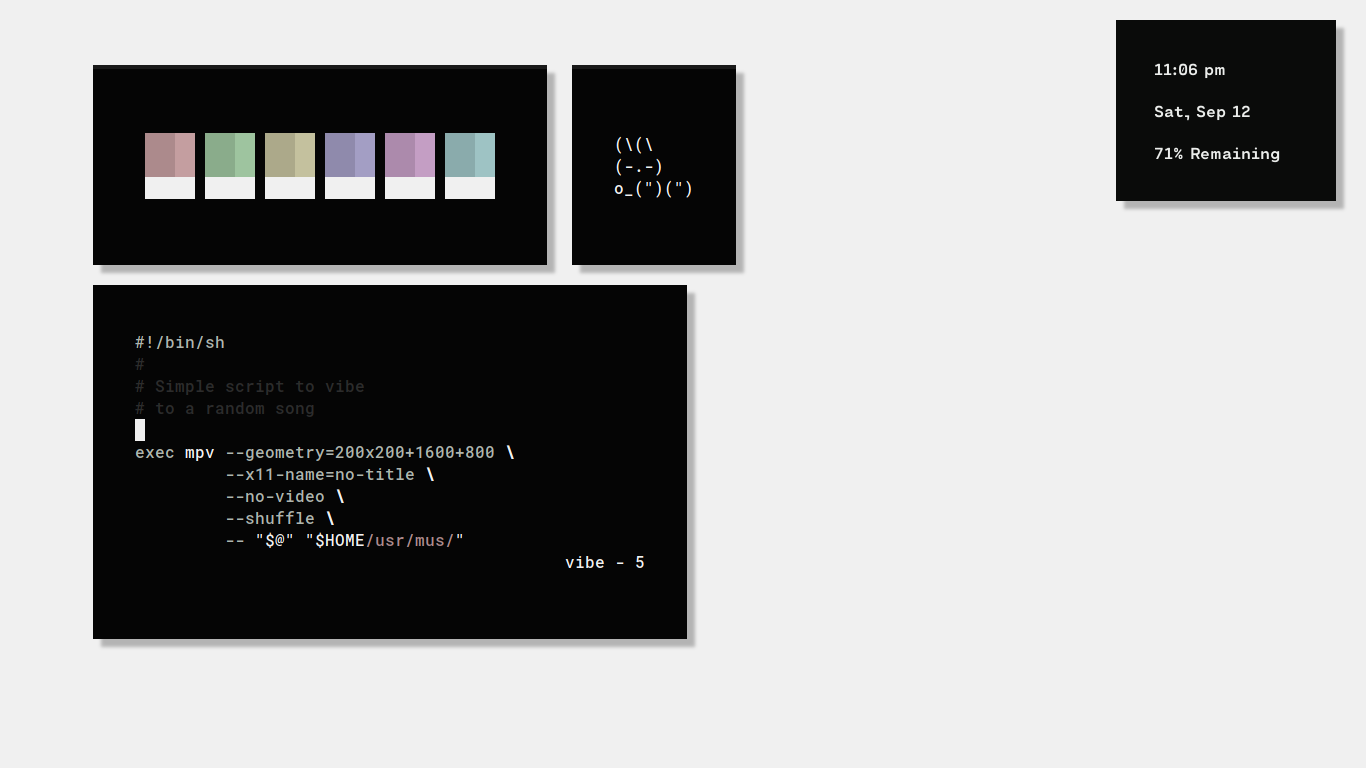 (\(\
(-.-)
o_(")(")
11:06 pm
Sat, Sep 12
71% Remaining
#!/bin/sh
#
# Simple script to vibe
# to a random song
exec mpv --geometry=200x200+1600+800 \
--x11-name=no-title \
--no-video \
--shuffle \
-- "$@" "$HOME/usr/mus/"
vibe - 5